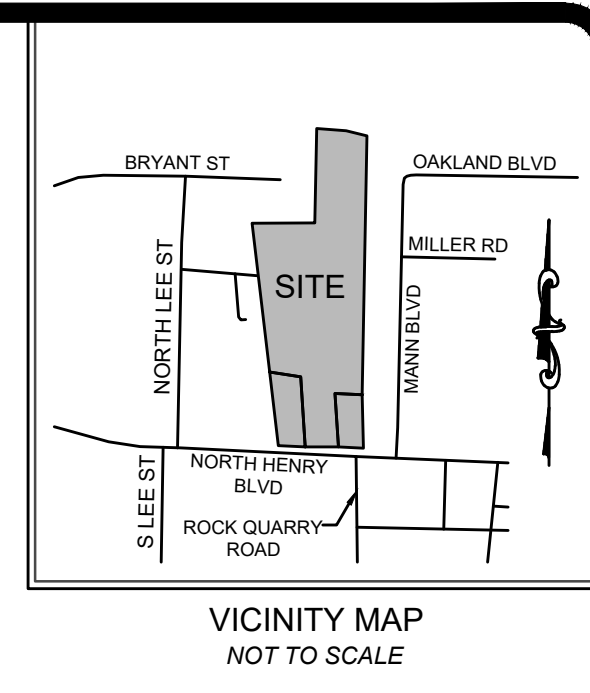 BRYANT ST
OAKLAND BLVD
MILLER RD
NORTH LEE ST
SITE
MANN BLVD
NORTH HENRY
BLVD
S LEE ST
ROCK QUARRY
ROAD
VICINITY MAP
NOT TO SCALE